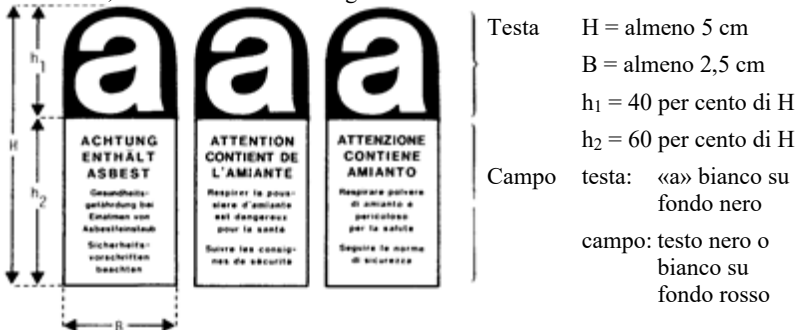 Testa H = almeno 5 cm
B = almeno 2,5 cm
h1 = 40 per cento di H
h2 = 60 per cento di H
Campo testa: «a» bianco su
fondo nero
campo: testo nero o
bianco su
fondo rosso
H
h1
h2
B
a
ACHTUNG
ENTHÄLT
ASBEST
Gesundheits-
gefährdung bei
Einatmen von
Asbestfeinstaub
Sicherheits-
vorschriften
beachten
a
ATTENTION
CONTIENT DE
L'AMIANTE
Respirer la pous-
sière d'amiante
est dangereux
pour la santé
Suivre les consig-
nes de sécurité
a
ATTENZIONE
CONTIENE
AMIANTO
Respirare polvere
di amianto è
pericoloso
per la salute
Seguire le norme
di sicurezza